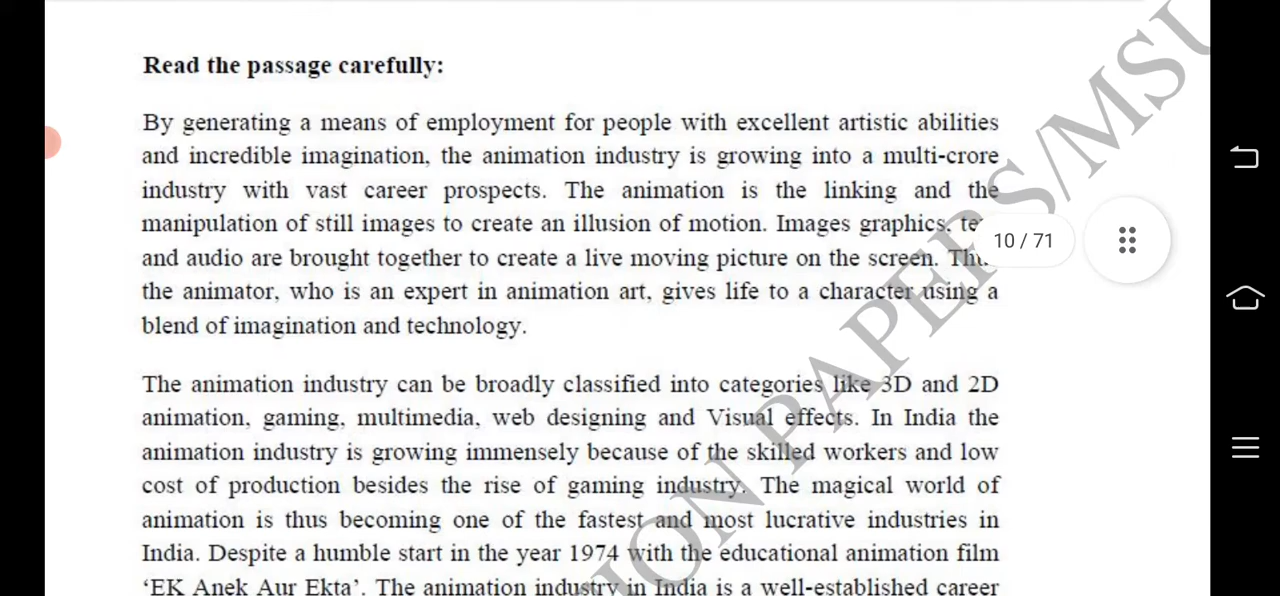 Read the passage carefully:
By generating a means of employment for people with excellent artistic abilities
and incredible imagination, the animation industry is growing into a multi-crore
industry with vast career prospects. The animation is the linking and the
manipulation of still images to create an illusion of motion. Images graphics,
and audio are brought together to create a live moving picture on the screen.
10 / 71
the animator, who is an expert in animation art, gives life to a character using a
blend of imagination and technology.
The animation industry can be broadly classified into categories like 3D and 2D
animation, gaming, multimedia, web designing and Visual effects. In India the
animation industry is growing immensely because of the skilled workers and low
cost of production besides the rise of gaming industry. The magical world of
animation is thus becoming one of the fastest and most lucrative industries in
India. Despite a humble start in the year 1974 with the educational animation film
‘EK Anek Aur Ekta’. The animation industry in India is a well-established career
PAPERS/MSU